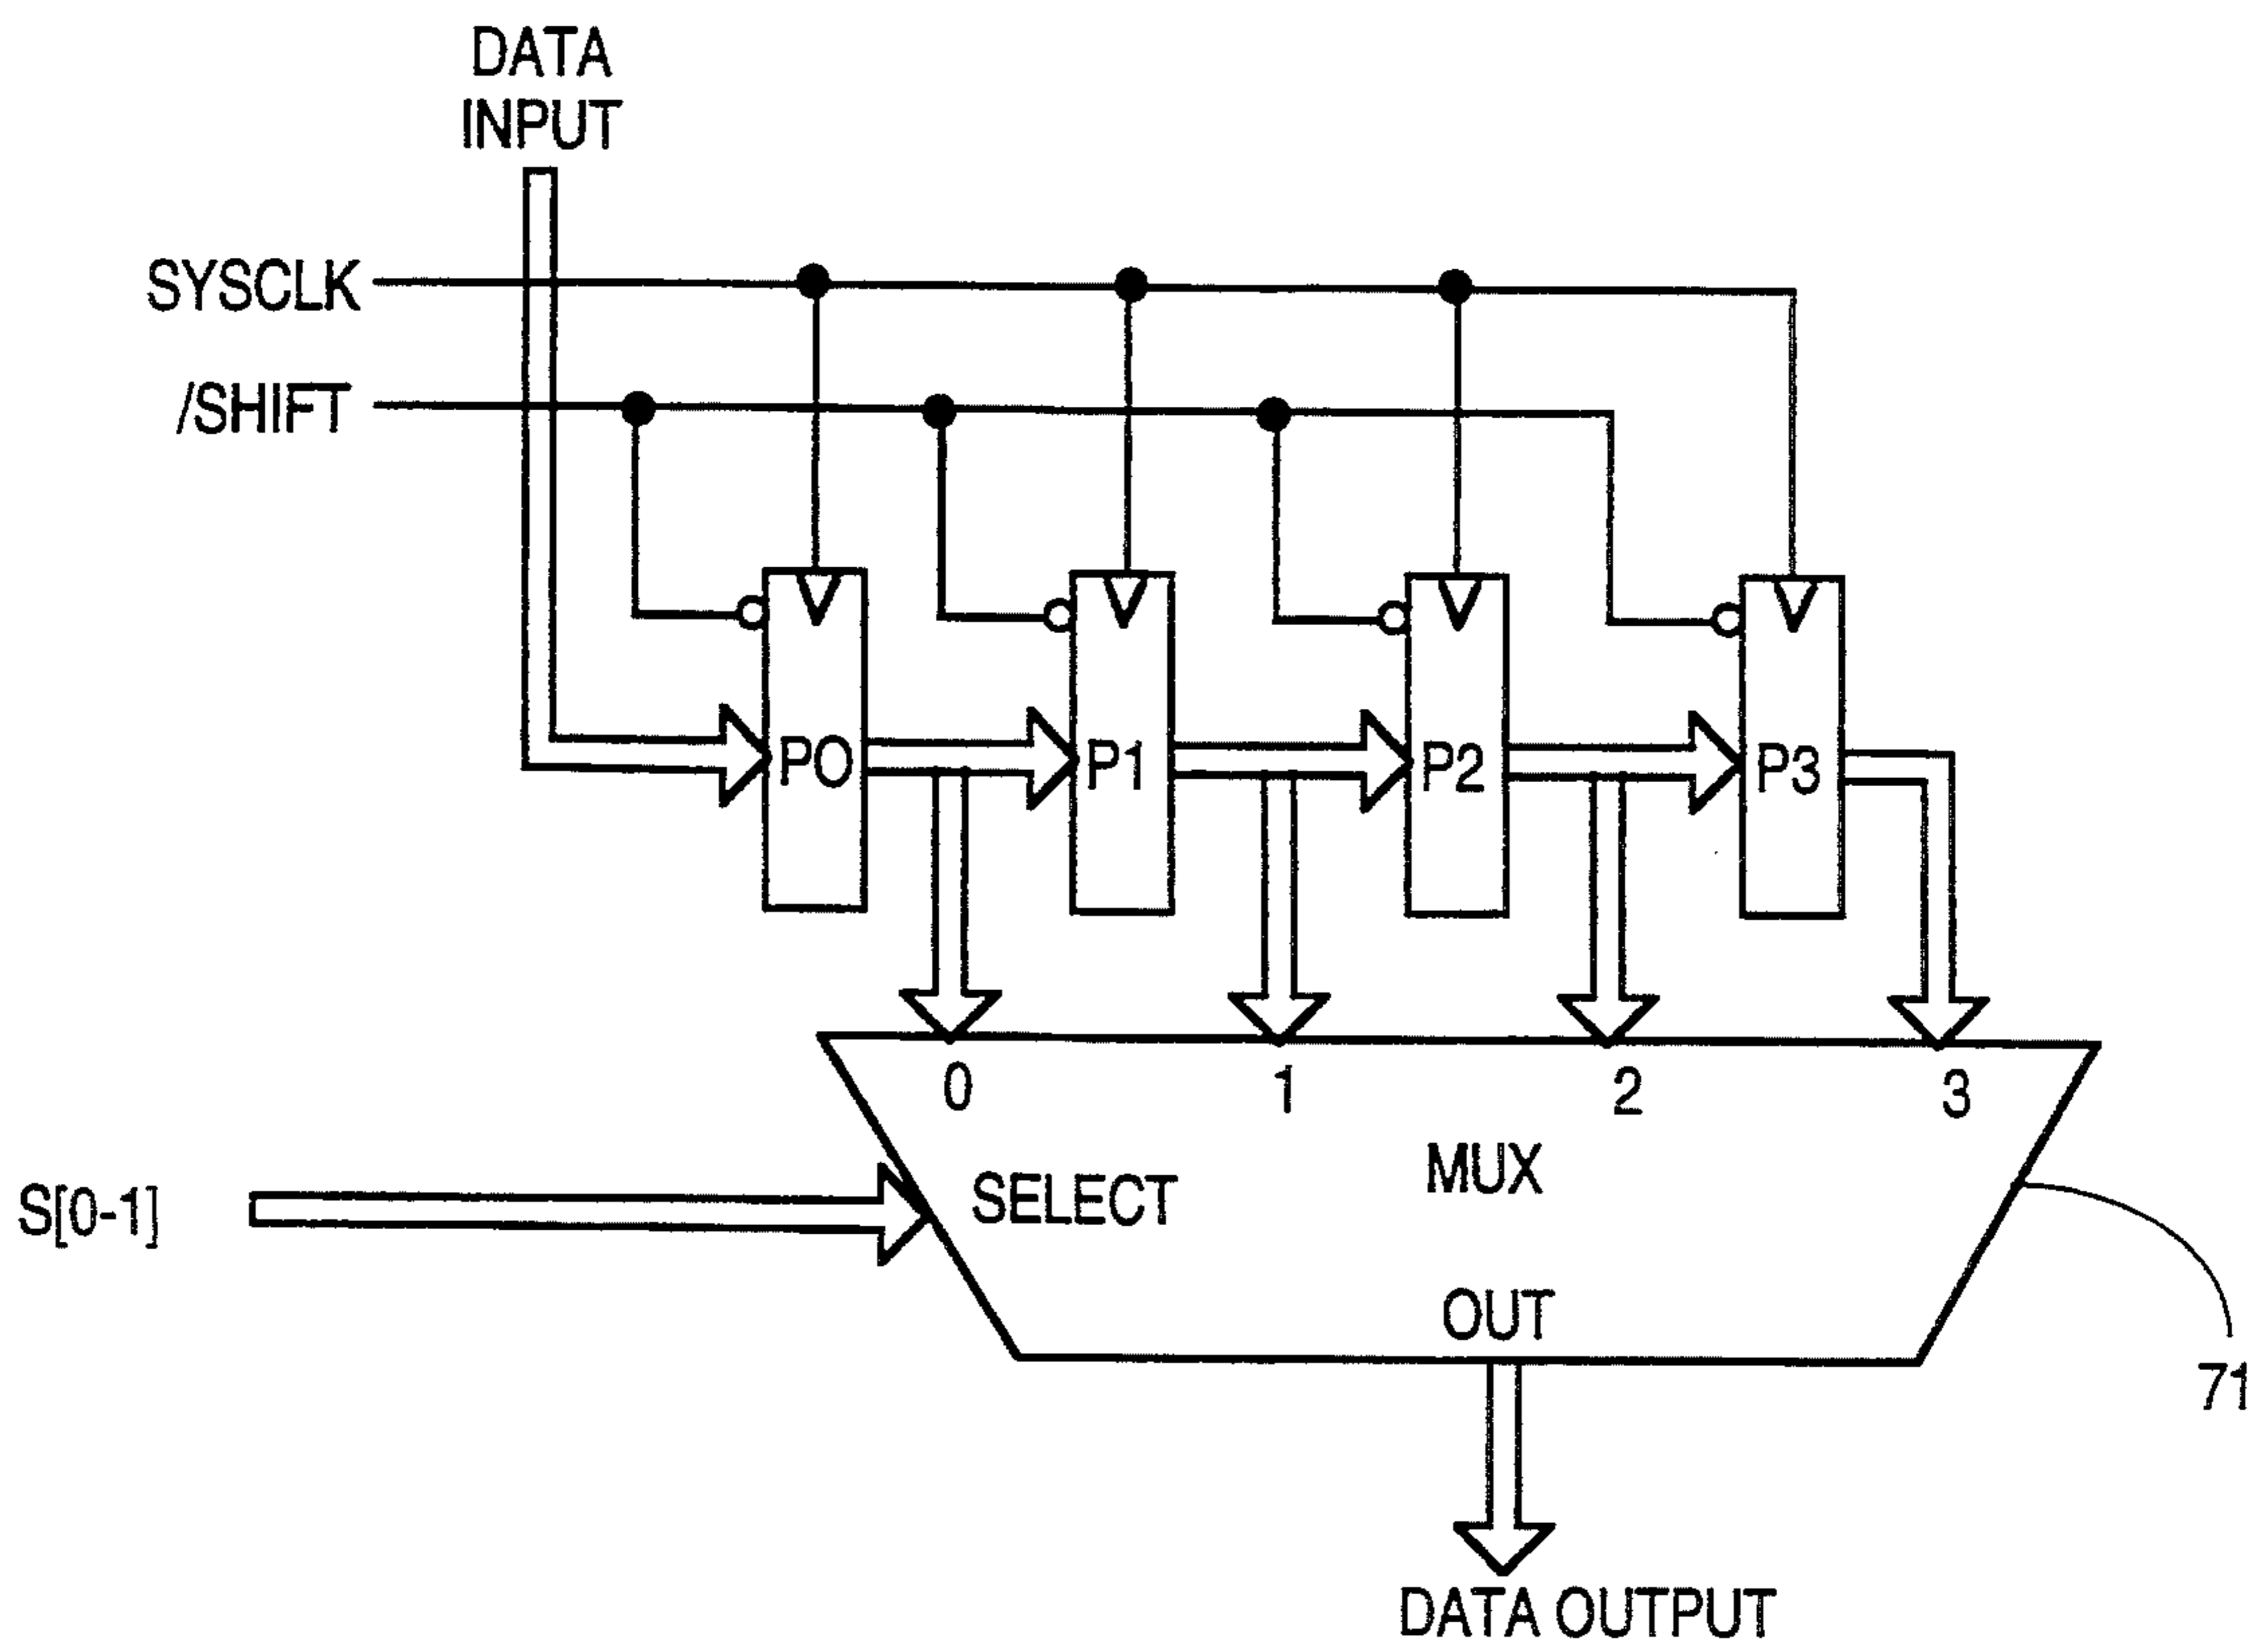 DATA
INPUT
SYSCLK
/SHIFT
P0 P1 P2 P3
0 1 2 3
MUX
S[0-1] SELECT
OUT
71
DATA OUTPUT